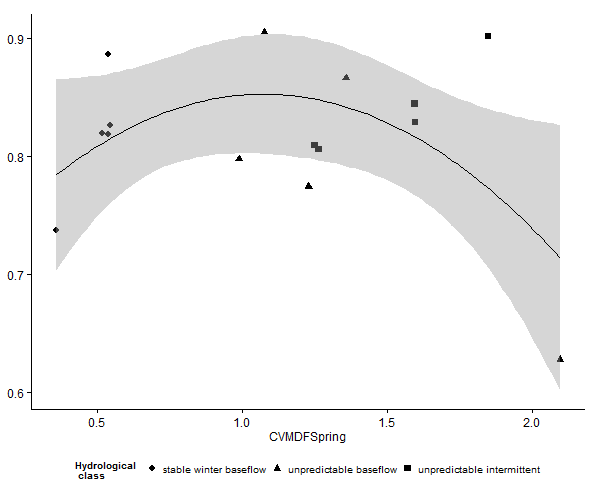 0.9
0.8
0.7
0.6
0.5 1.0 1.5 2.0
CVMDFSpring
Hydrological
class
stable winter baseflow unpredictable baseflow unpredictable intermittent